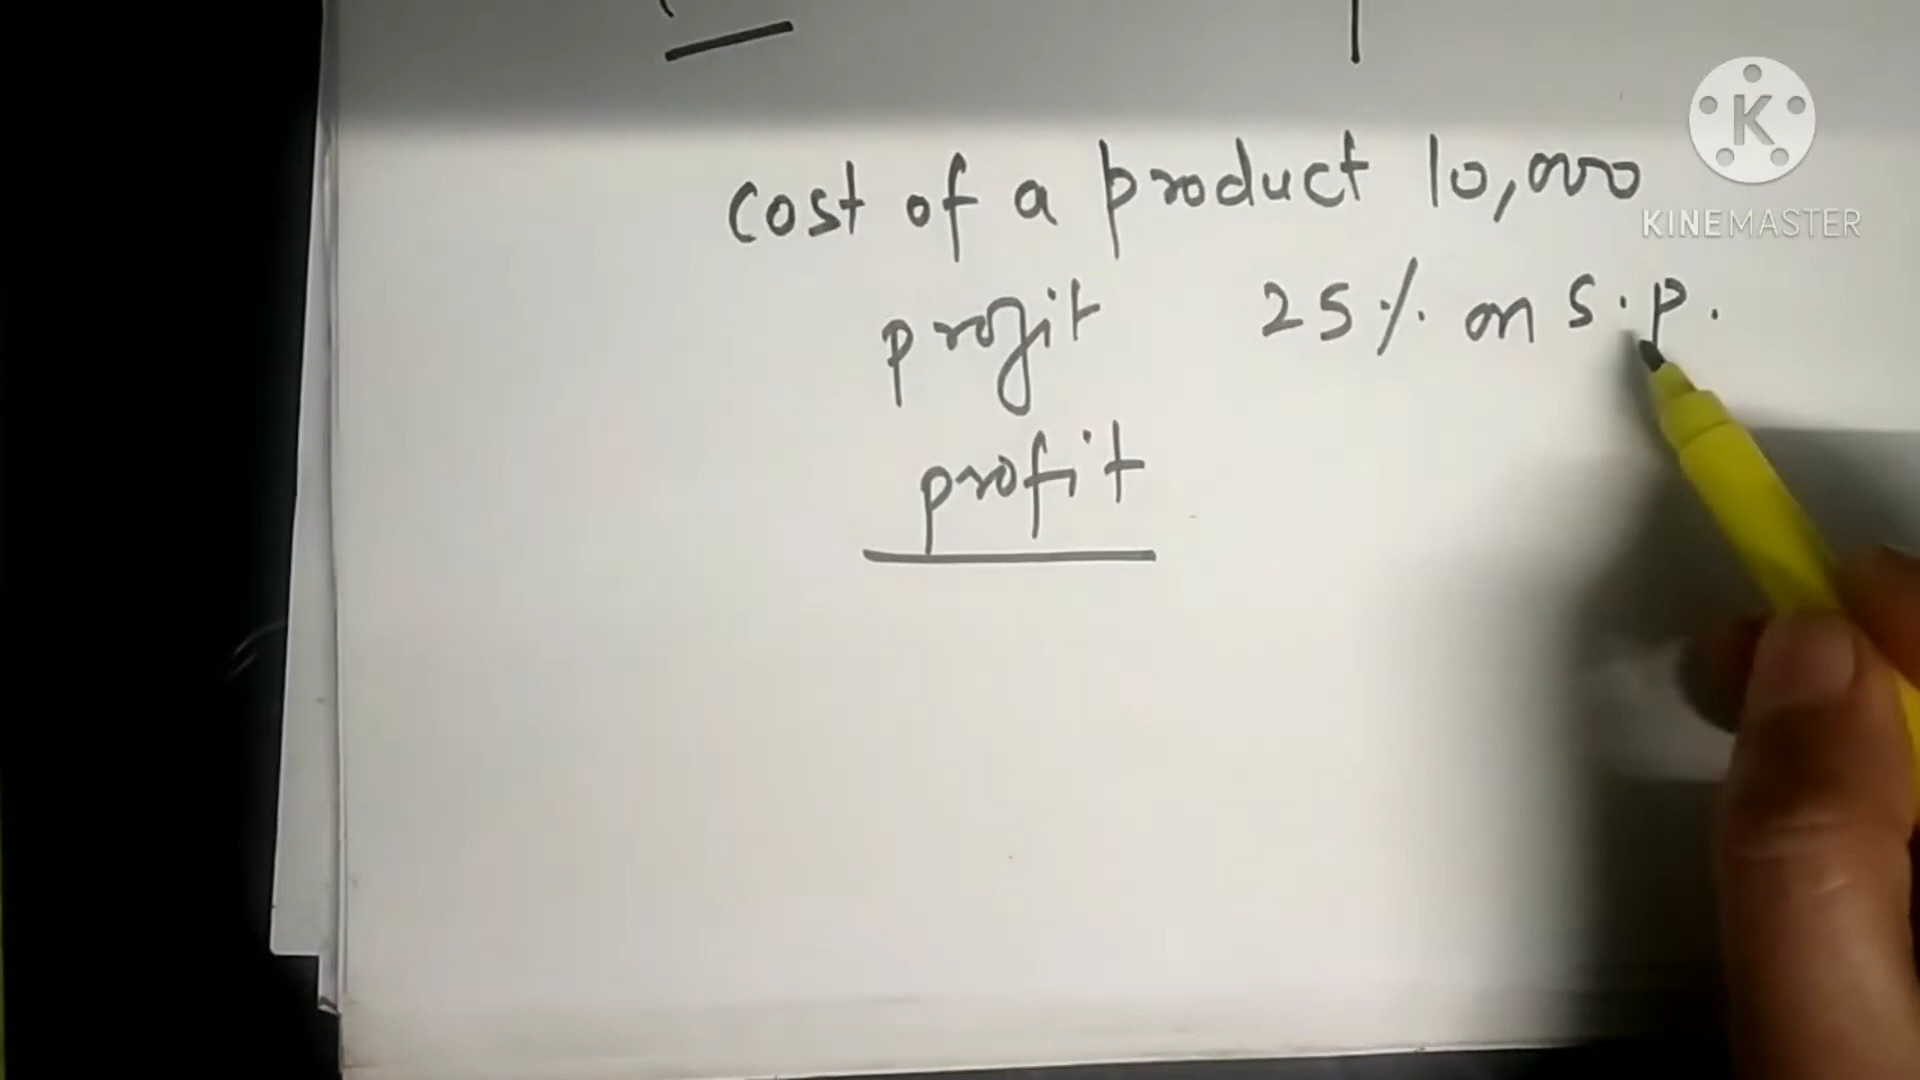 cost of a product 10,000
profit 25% on S.P.
profit
K
KINEMASTER